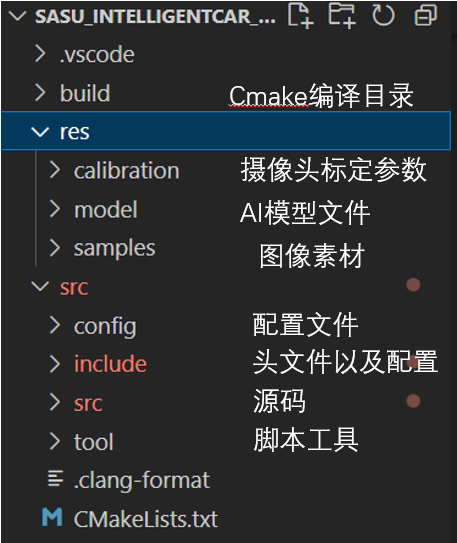 SASU_INTELLIGENTCAR_...
.vscode
build Cmake编译目录
res
calibration 摄像头标定参数
model AI模型文件
samples 图像素材
src
config 配置文件
include 头文件以及配置
src 源码
tool 脚本工具
.clang-format
CMakeLists.txt